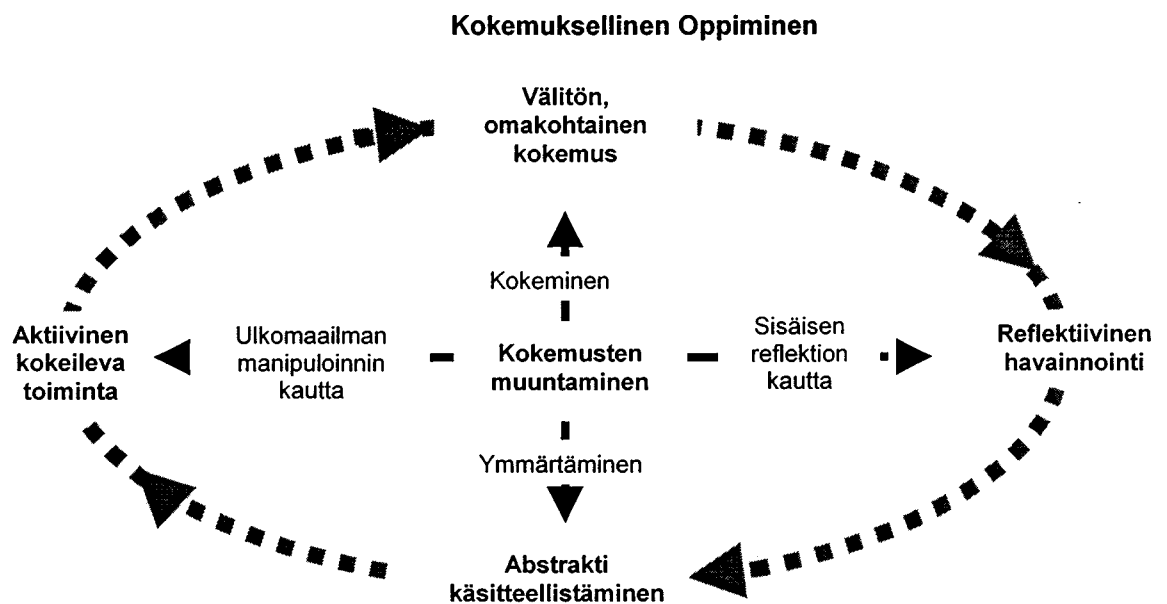 Kokemuksellinen Oppiminen
Välitön,
omakohtainen
kokemus
Kokeminen
Aktiivinen
kokeileva
toiminta
Ulkomaailman
manipuloinnin
kautta
Kokemusten
muuntaminen
Sisäisen
reflektion
kautta
Reflektiivinen
havainnointi
Ymmärtäminen
Abstrakti
käsitteellistäminen